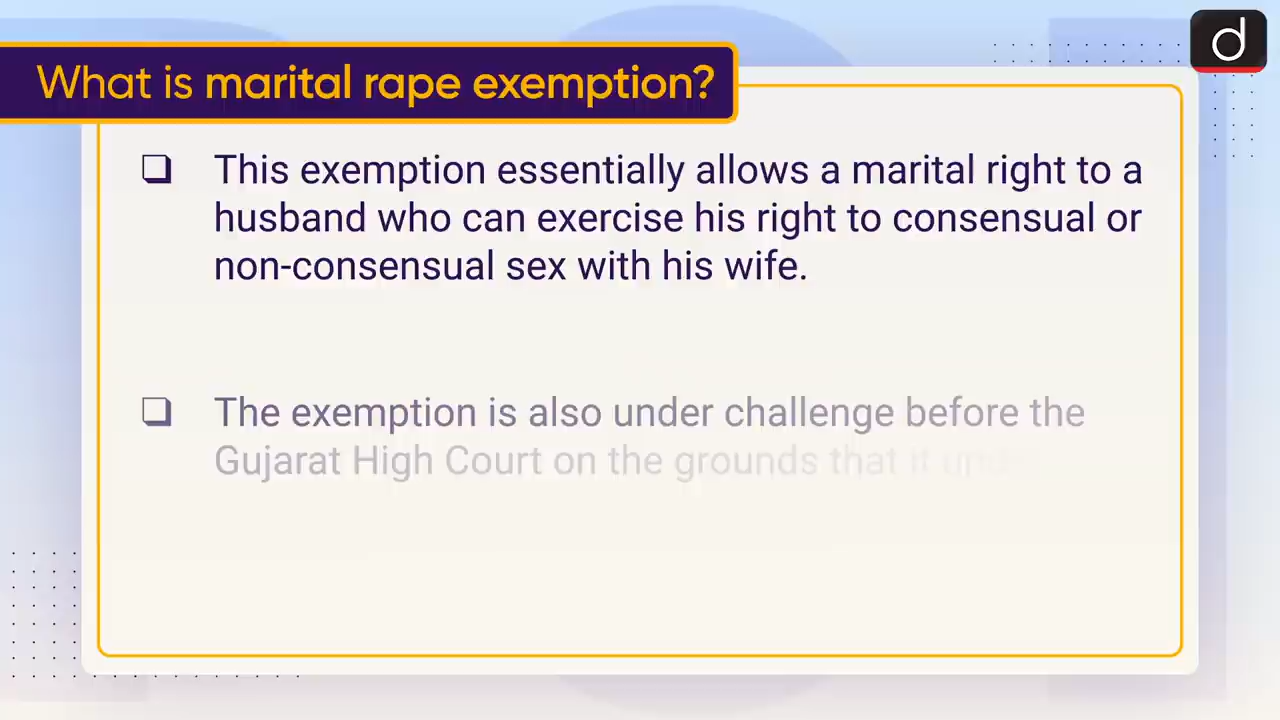 What is marital rape exemption?
d
❑ This exemption essentially allows a marital right to a
husband who can exercise his right to consensual or
non-consensual sex with his wife.
❑ The exemption is also under challenge before the
Gujarat High Court on the grounds that it